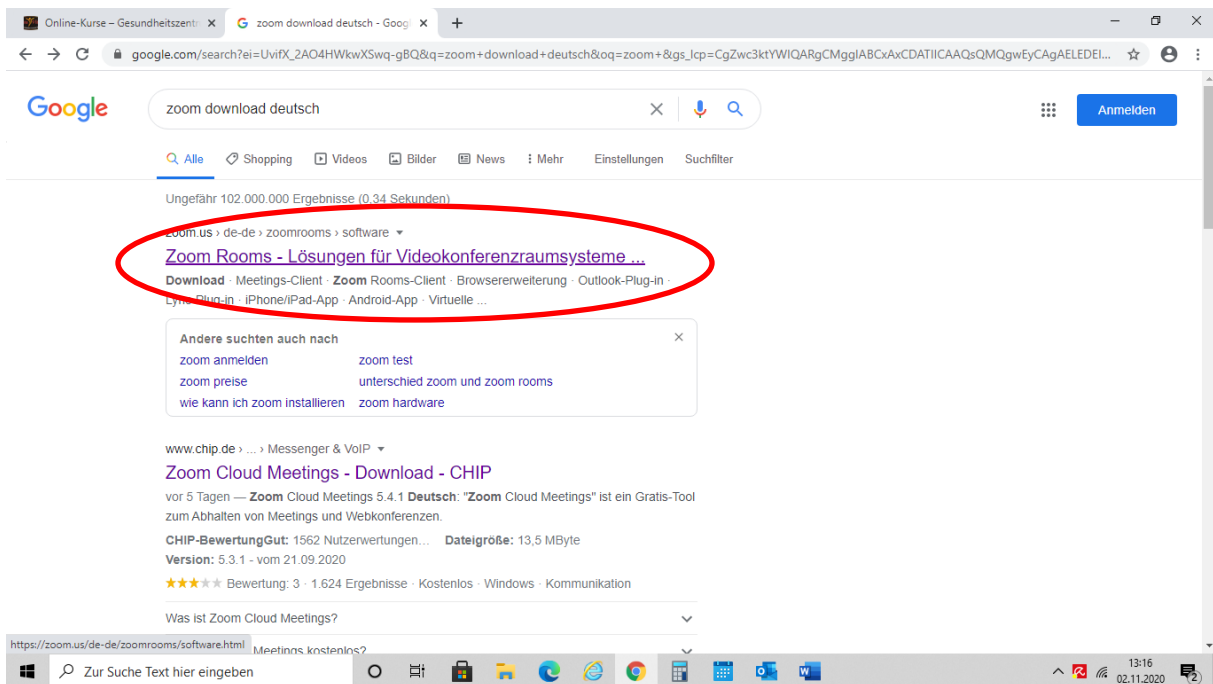 Online-Kurse – Gesundheitszentr
zoom download deutsch - Goog
google.com/search?ei=UvifX_2AO4HWkwXSwq-gBQ&q=zoom+download+deutsch&oq=zoom+&gs_lcp=CgZwc3ktYWIQARgCMggIABCxAxCDATIICAAQsQMQgwEyCAgAELEDEI...
Google
zoom download deutsch
Anmelden
Alle Shopping Videos Bilder News Mehr Einstellungen Suchfilter
Ungefähr 102.000.000 Ergebnisse (0,34 Sekunden)
zoom.us › de-de › zoomrooms › software
Zoom Rooms - Lösungen für Videokonferenzraumsysteme ...
Download · Meetings-Client · Zoom Rooms-Client · Browsererweiterung · Outlook-Plug-in ·
Lync-Plug-in · iPhone/iPad-App · Android-App · Virtuelle ...
Andere suchten auch nach
zoom anmelden zoom test
zoom preise unterschied zoom und zoom rooms
wie kann ich zoom installieren zoom hardware
www.chip.de › ... › Messenger & VoIP
Zoom Cloud Meetings - Download - CHIP
vor 5 Tagen — Zoom Cloud Meetings 5.4.1 Deutsch: "Zoom Cloud Meetings" ist ein Gratis-Tool
zum Abhalten von Meetings und Webkonferenzen.
CHIP-BewertungGut: 1562 Nutzerwertungen... Dateigröße: 13,5 MByte
Version: 5.3.1 - vom 21.09.2020
Bewertung: 3 · 1.624 Ergebnisse · Kostenlos · Windows · Kommunikation
Was ist Zoom Cloud Meetings?
https://zoom.us/de-de/zoomrooms/software.html
Meetings kostenlos?
Zur Suche Text hier eingeben
13:16
02.11.2020
2